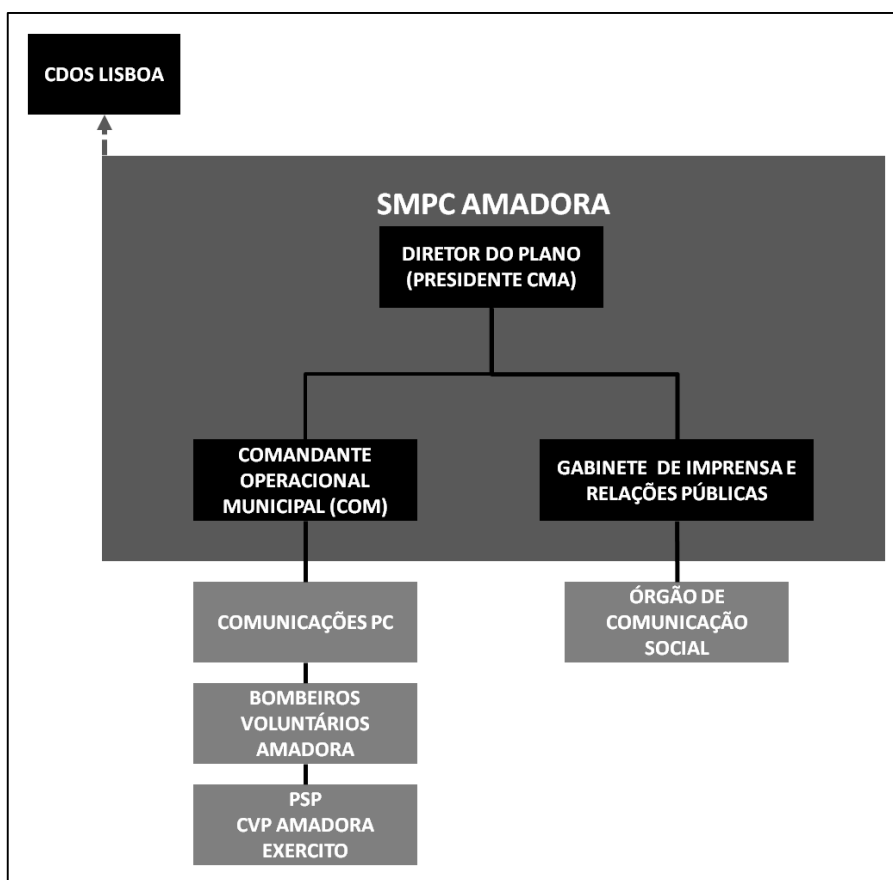 CDOS LISBOA
SMPC AMADORA
DIRETOR DO PLANO
(PRESIDENTE CMA)
COMANDANTE
OPERACIONAL
MUNICIPAL (COM)
GABINETE DE IMPRENSA E
RELAÇÕES PÚBLICAS
COMUNICAÇÕES PC
ÓRGÃO DE
COMUNICAÇÃO
SOCIAL
BOMBEIROS
VOLUNTÁRIOS
AMADORA
PSP
CVP AMADORA
EXERCITO